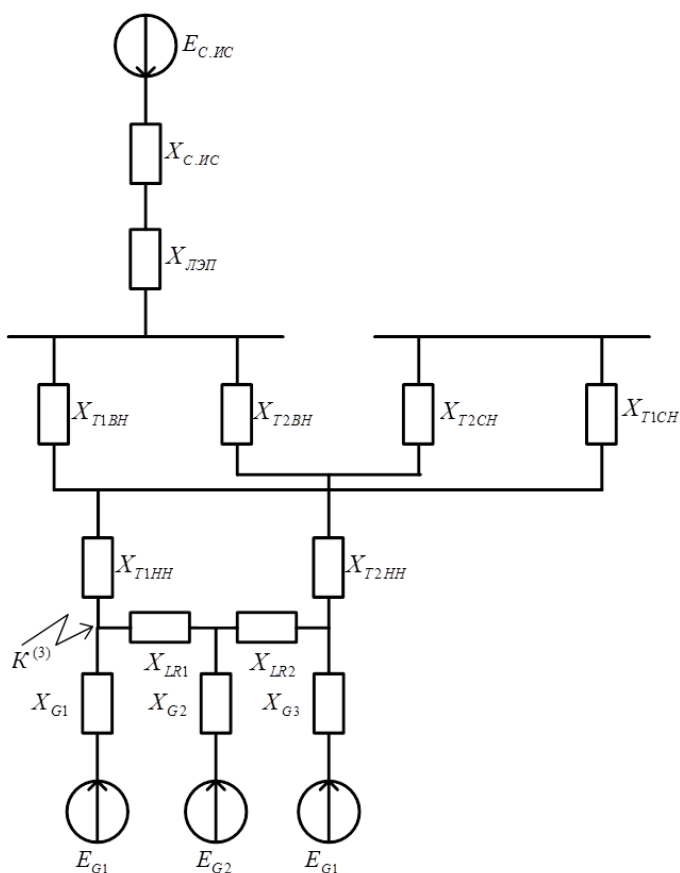 E_{С.ИС}
X_{С.ИС}
X_{ЛЭП}
X_{T1ВН} X_{T2ВН} X_{T2СН} X_{T1СН}
X_{T1НН} X_{T2НН}
К^{(3)}
X_{LR1} X_{LR2}
X_{G1} X_{G2} X_{G3}
E_{G1} E_{G2} E_{G1}